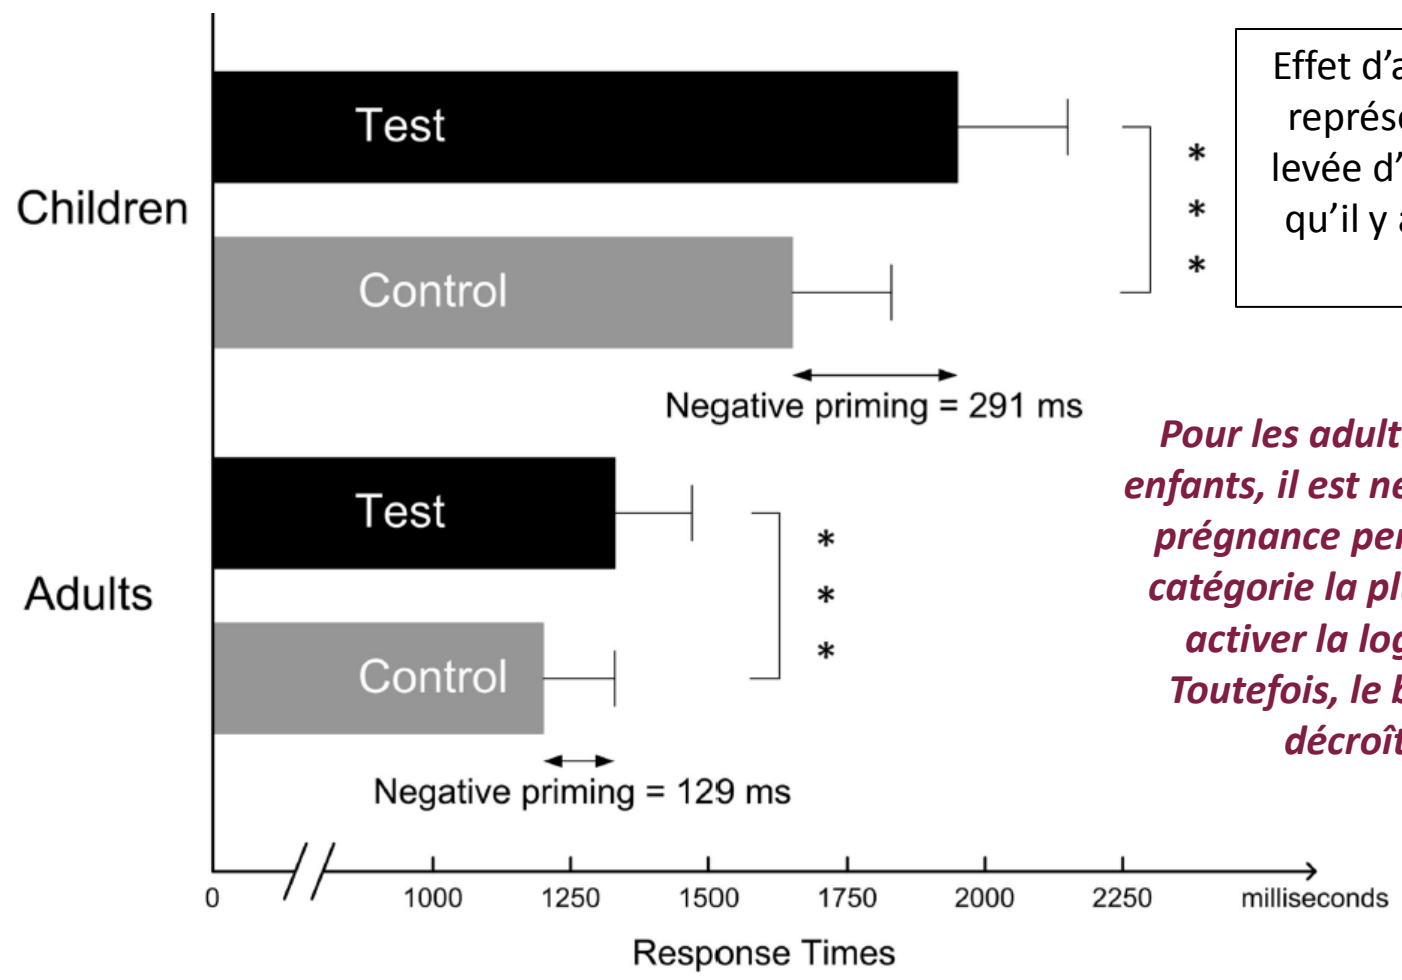 Test
Children
Control
*
*
*
Negative priming = 291 ms
Test
Adults
Control
*
*
*
Negative priming = 129 ms
0
1000
1250
1500
1750
2000
2250
milliseconds
Response Times
Effet d’a
représ
levée d’
qu’il y a
Pour les adult
enfants, il est né
prégnance per
catégorie la pl
activer la log
Toutefois, le b
décroît